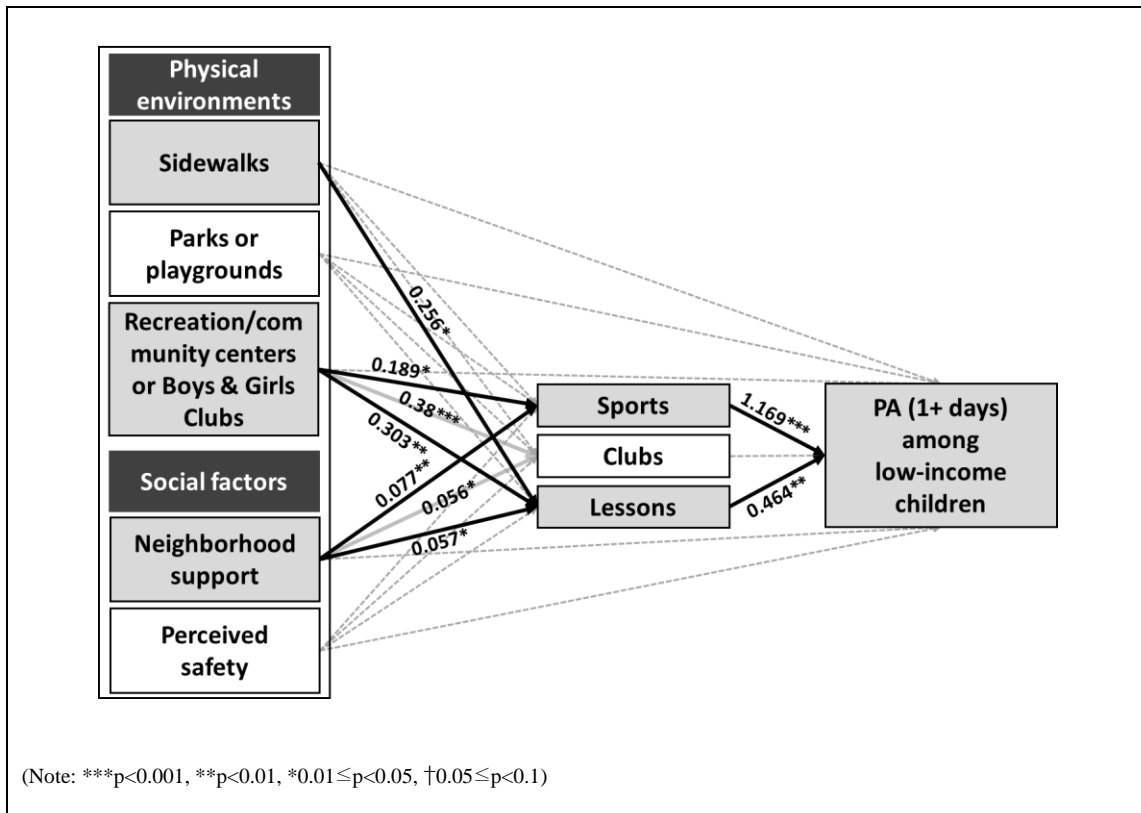 Physical
environments
Sidewalks
Parks or
playgrounds
Recreation/com
munity centers
or Boys & Girls
Clubs
Social factors
Neighborhood
support
Perceived
safety
0.256*
0.189*
0.38***
0.303**
0.077**
0.056*
0.057*
Sports
Clubs
Lessons
1.169***
0.464**
PA (1+ days)
among
low-income
children
(Note: ***p<0.001, **p<0.01, *0.01≦p<0.05, †0.05≦p<0.1)